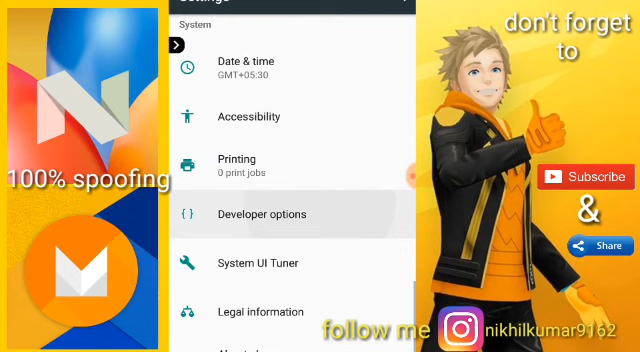 Settings
System
Date & time
GMT+05:30
Accessibility
Printing
0 print jobs
Developer options
System UI Tuner
Legal information
100% spoofing
don't forget
to
Subscribe
&
Share
follow me
nikhilkumar9162